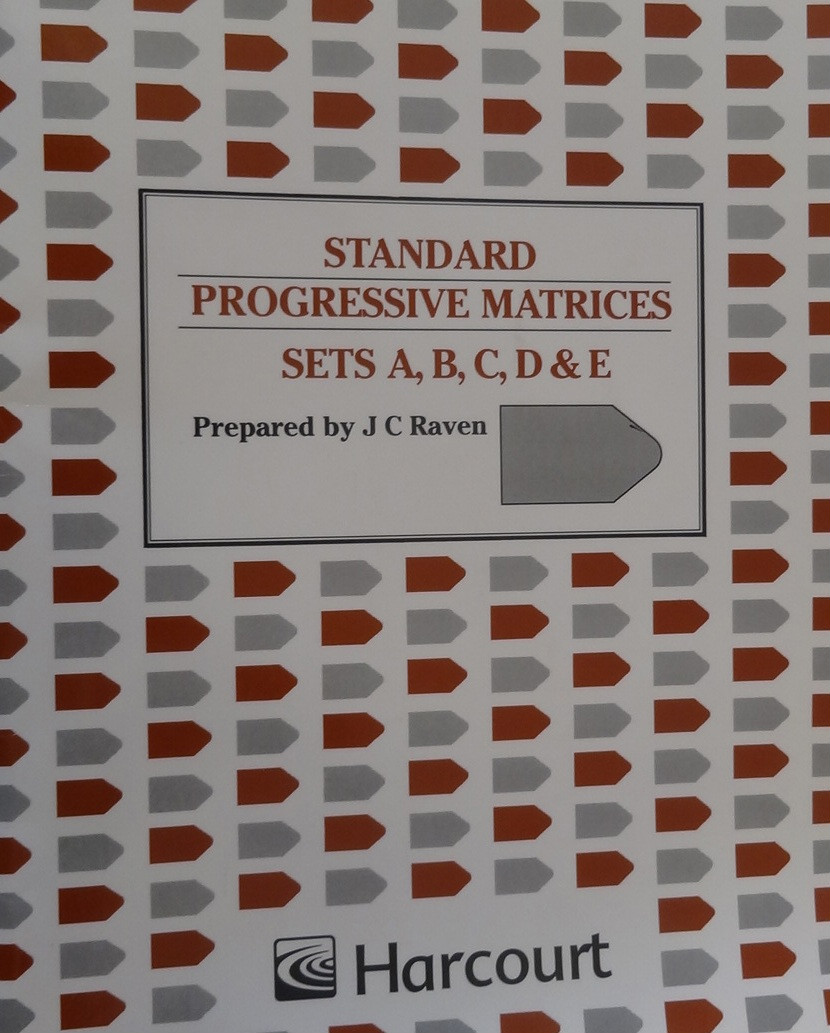 STANDARD
PROGRESSIVE MATRICES
SETS A, B, C, D & E
Prepared by J C Raven
Harcourt